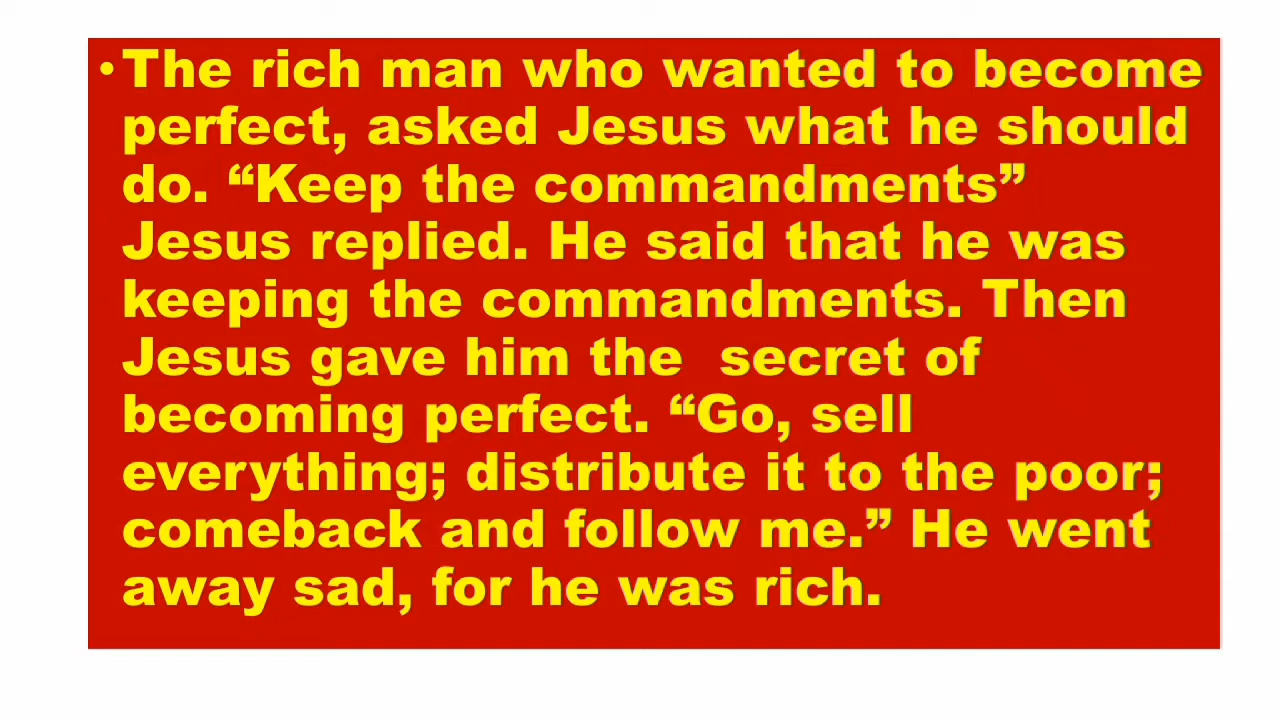 •The rich man who wanted to become
perfect, asked Jesus what he should
do. “Keep the commandments”
Jesus replied. He said that he was
keeping the commandments. Then
Jesus gave him the  secret of
becoming perfect. “Go, sell
everything; distribute it to the poor;
comeback and follow me.” He went
away sad, for he was rich.